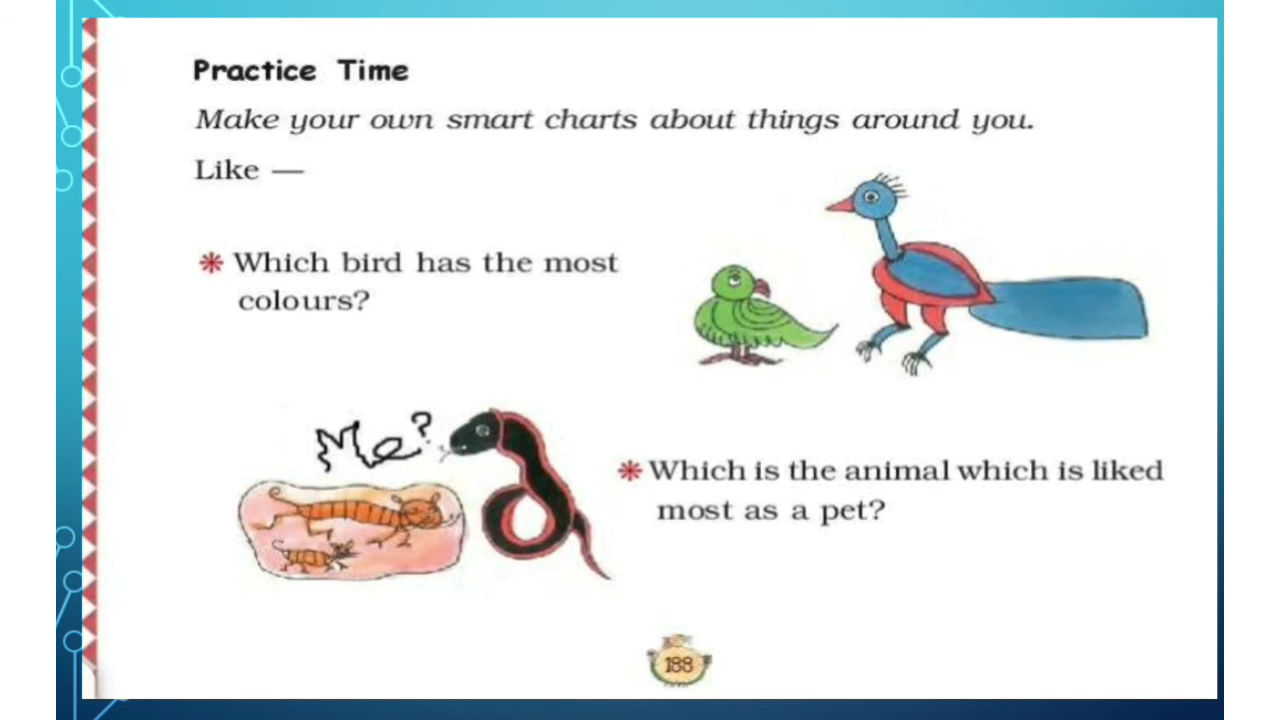 Practice Time
Make your own smart charts about things around you.
Like —
❋ Which bird has the most
colours?
Me?
❋ Which is the animal which is liked
most as a pet?
188